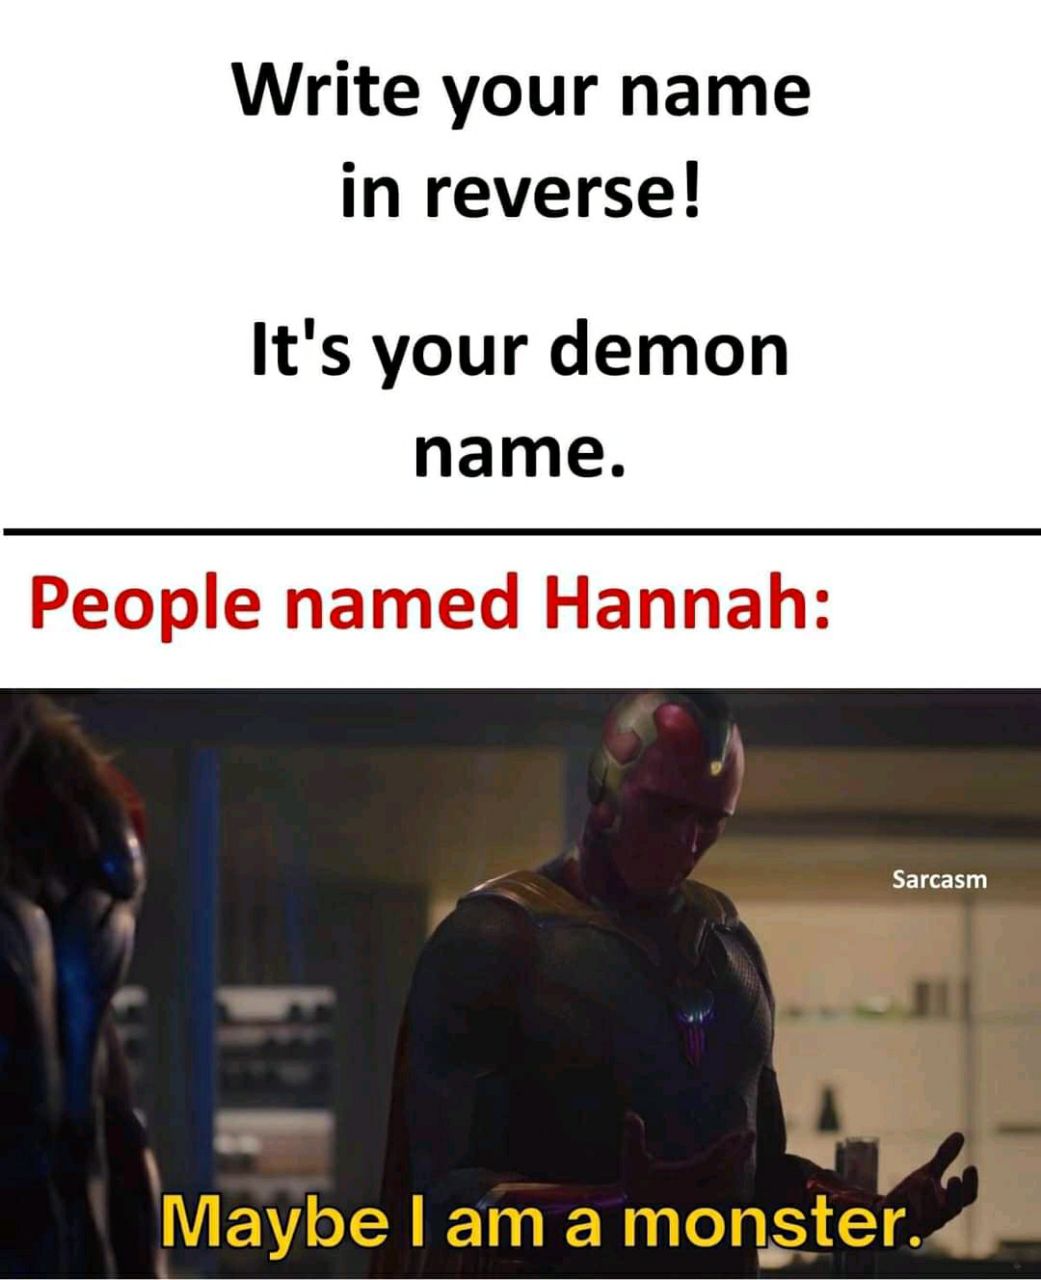 Write your name
in reverse!
It's your demon
name.
People named Hannah:
Sarcasm
Maybe I am a monster.